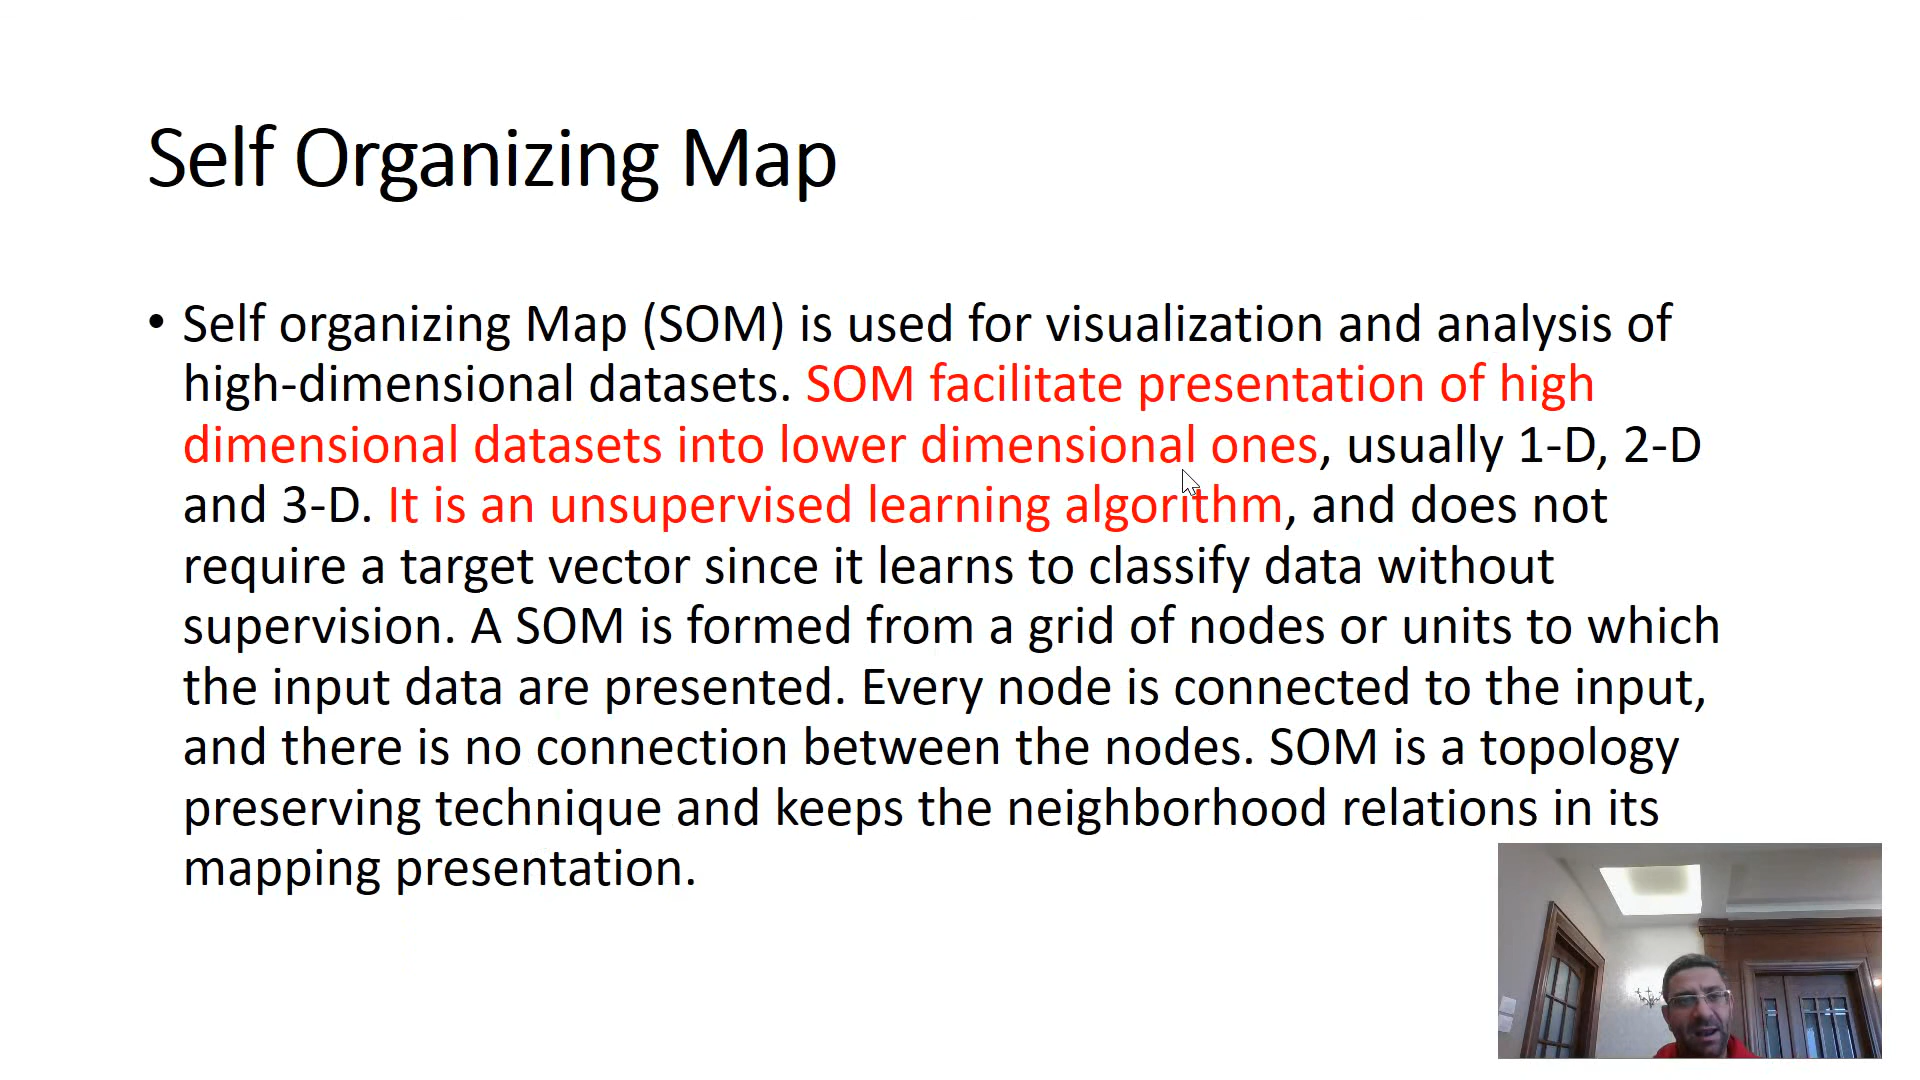 Self Organizing Map
• Self organizing Map (SOM) is used for visualization and analysis of
high-dimensional datasets. SOM facilitate presentation of high
dimensional datasets into lower dimensional ones, usually 1-D, 2-D
and 3-D. It is an unsupervised learning algorithm, and does not
require a target vector since it learns to classify data without
supervision. A SOM is formed from a grid of nodes or units to which
the input data are presented. Every node is connected to the input,
and there is no connection between the nodes. SOM is a topology
preserving technique and keeps the neighborhood relations in its
mapping presentation.